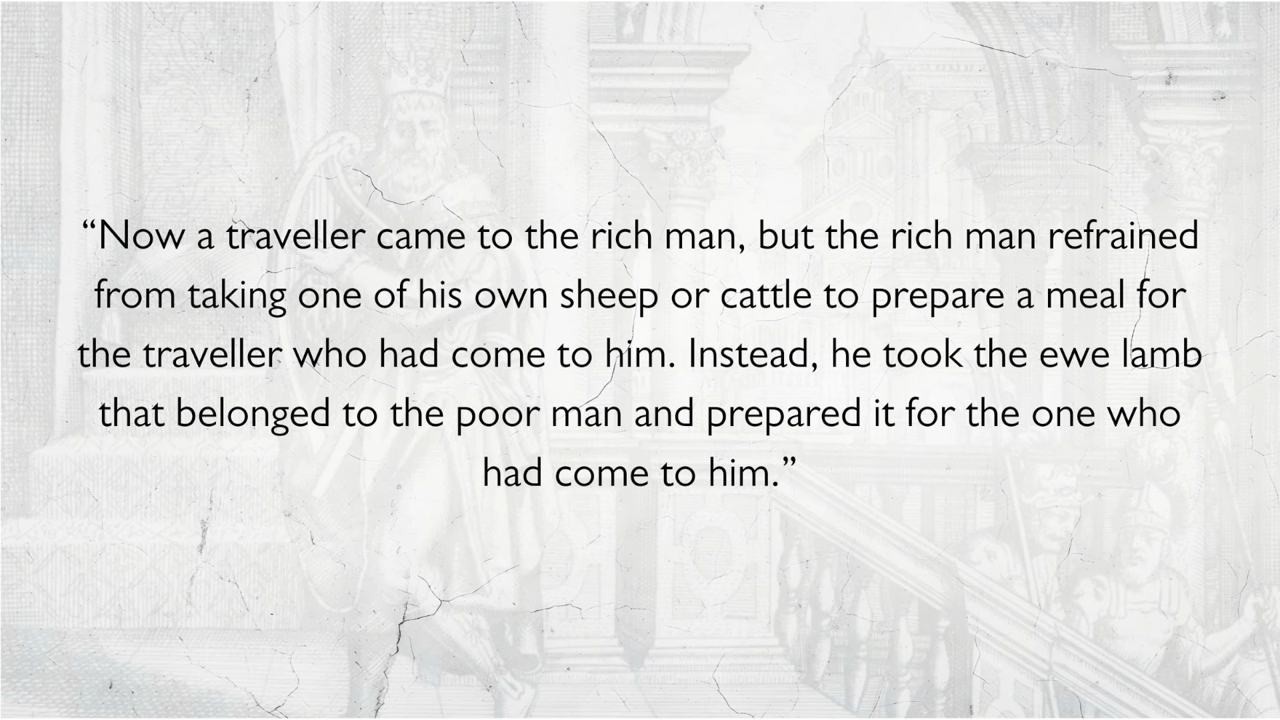 “Now a traveller came to the rich man, but the rich man refrained
from taking one of his own sheep or cattle to prepare a meal for
the traveller who had come to him. Instead, he took the ewe lamb
that belonged to the poor man and prepared it for the one who
had come to him.”